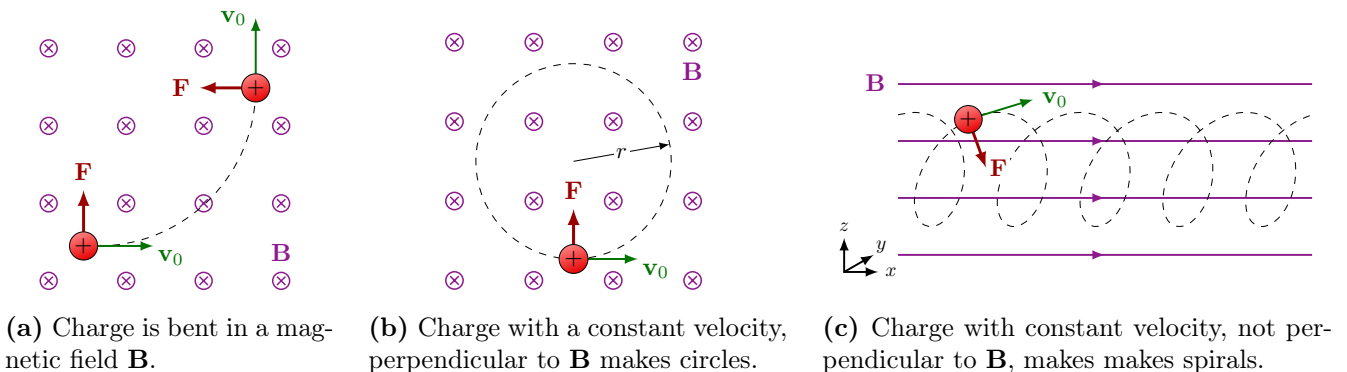 v₀
F
F
v₀
B
(a) Charge is bent in a mag-
netic field B.
B
r
F
v₀
(b) Charge with a constant velocity,
perpendicular to B makes circles.
B
v₀
F
z
y
x
(c) Charge with constant velocity, not per-
pendicular to B, makes makes spirals.